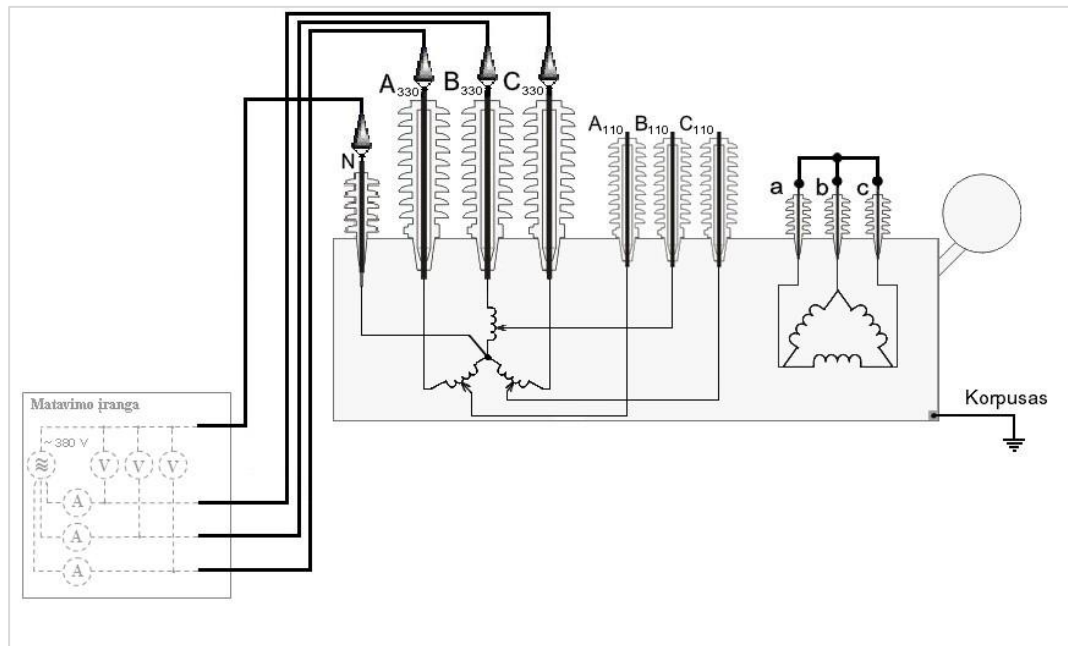 A330 B330 C330
N
A110 B110 C110
a b c
Korpusas
Matavimo įranga
~ 380 V
V V V
A
A
A